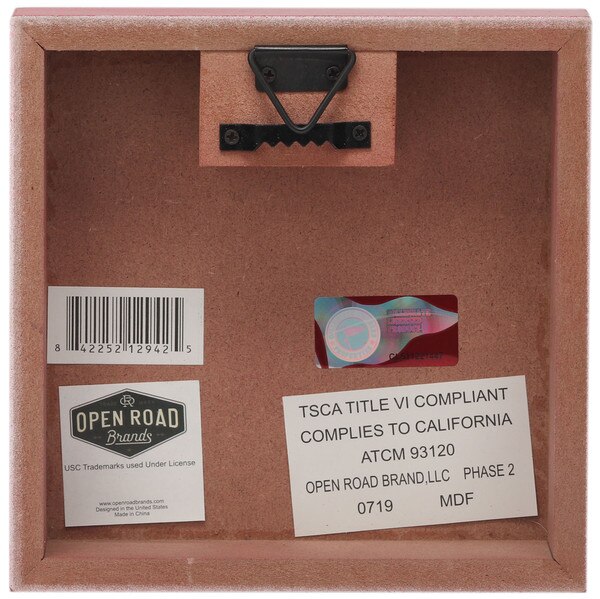 8 42252 12942 5
OPEN ROAD
Brands
USC Trademarks used Under License
www.openroadbrands.com
Designed in the United States
Made in China
TSCA TITLE VI COMPLIANT
COMPLIES TO CALIFORNIA
ATCM 93120
OPEN ROAD BRAND,LLC PHASE 2
0719 MDF